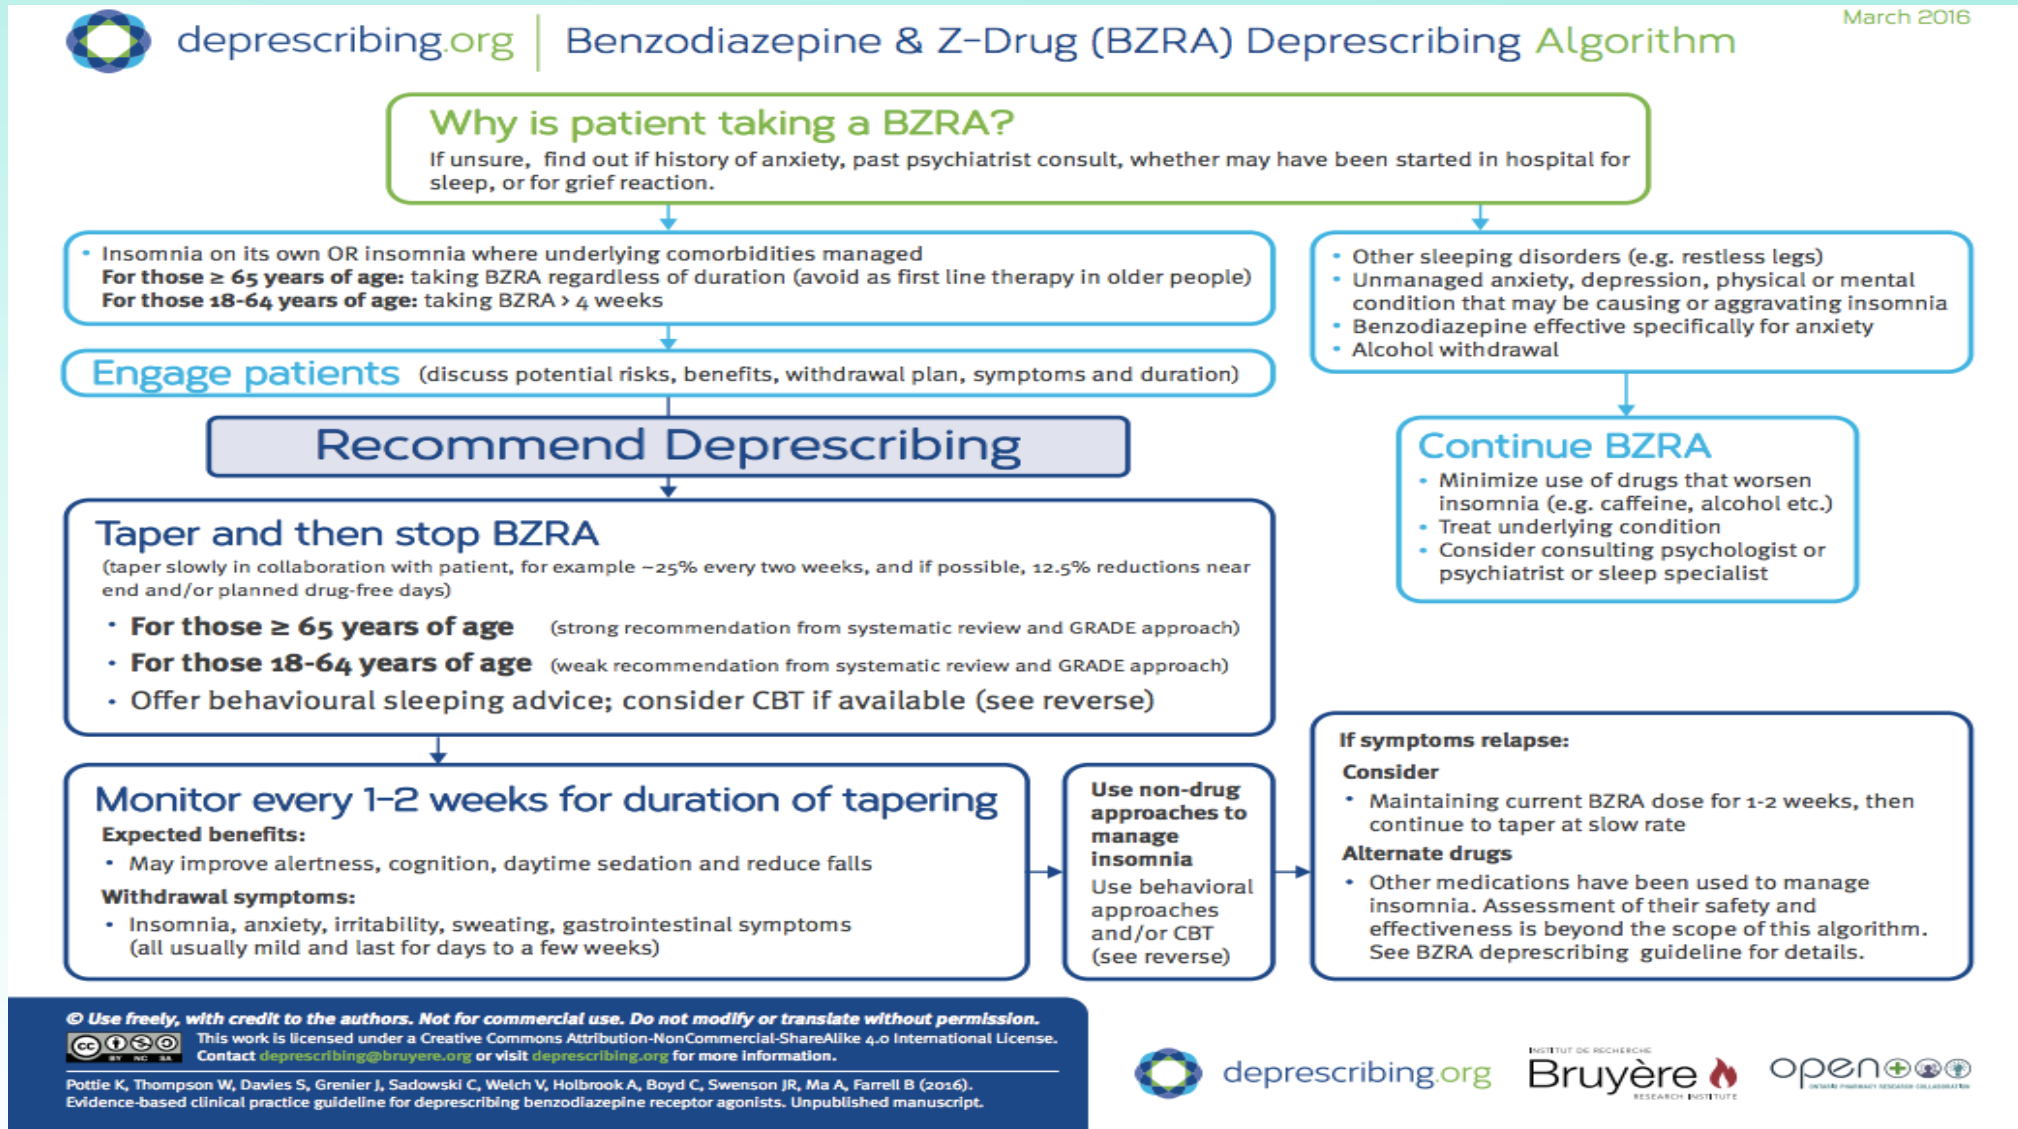 March 2016
deprescribing.org | Benzodiazepine & Z-Drug (BZRA) Deprescribing Algorithm
Why is patient taking a BZRA?
If unsure, find out if history of anxiety, past psychiatrist consult, whether may have been started in hospital for
sleep, or for grief reaction.
• Insomnia on its own OR insomnia where underlying comorbidities managed
For those ≥ 65 years of age: taking BZRA regardless of duration (avoid as first line therapy in older people)
For those 18-64 years of age: taking BZRA > 4 weeks
• Other sleeping disorders (e.g. restless legs)
• Unmanaged anxiety, depression, physical or mental
condition that may be causing or aggravating insomnia
• Benzodiazepine effective specifically for anxiety
• Alcohol withdrawal
Engage patients (discuss potential risks, benefits, withdrawal plan, symptoms and duration)
Recommend Deprescribing
Continue BZRA
• Minimize use of drugs that worsen
insomnia (e.g. caffeine, alcohol etc.)
• Treat underlying condition
• Consider consulting psychologist or
psychiatrist or sleep specialist
Taper and then stop BZRA
(taper slowly in collaboration with patient, for example ~25% every two weeks, and if possible, 12.5% reductions near
end and/or planned drug-free days)
• For those ≥ 65 years of age (strong recommendation from systematic review and GRADE approach)
• For those 18-64 years of age (weak recommendation from systematic review and GRADE approach)
• Offer behavioural sleeping advice; consider CBT if available (see reverse)
Monitor every 1-2 weeks for duration of tapering
Expected benefits:
• May improve alertness, cognition, daytime sedation and reduce falls
Withdrawal symptoms:
• Insomnia, anxiety, irritability, sweating, gastrointestinal symptoms
(all usually mild and last for days to a few weeks)
Use non-drug
approaches to
manage
insomnia
Use behavioral
approaches
and/or CBT
(see reverse)
If symptoms relapse:
Consider
• Maintaining current BZRA dose for 1-2 weeks, then
continue to taper at slow rate
Alternate drugs
• Other medications have been used to manage
insomnia. Assessment of their safety and
effectiveness is beyond the scope of this algorithm.
See BZRA deprescribing guideline for details.
© Use freely, with credit to the authors. Not for commercial use. Do not modify or translate without permission.
cc BY NC SA
This work is licensed under a Creative Commons Attribution-NonCommercial-ShareAlike 4.0 International License.
Contact deprescribing@bruyere.org or visit deprescribing.org for more information.
Pottie K, Thompson W, Davies S, Grenier J, Sadowski C, Welch V, Holbrook A, Boyd C, Swenson JR, Ma A, Farrell B (2016).
Evidence-based clinical practice guideline for deprescribing benzodiazepine receptor agonists. Unpublished manuscript.
deprescribing.org
INSTITUT DE RECHERCHE
Bruyère
RESEARCH INSTITUTE
open
ONTARIO PHARMACY RESEARCH COLLABORATION